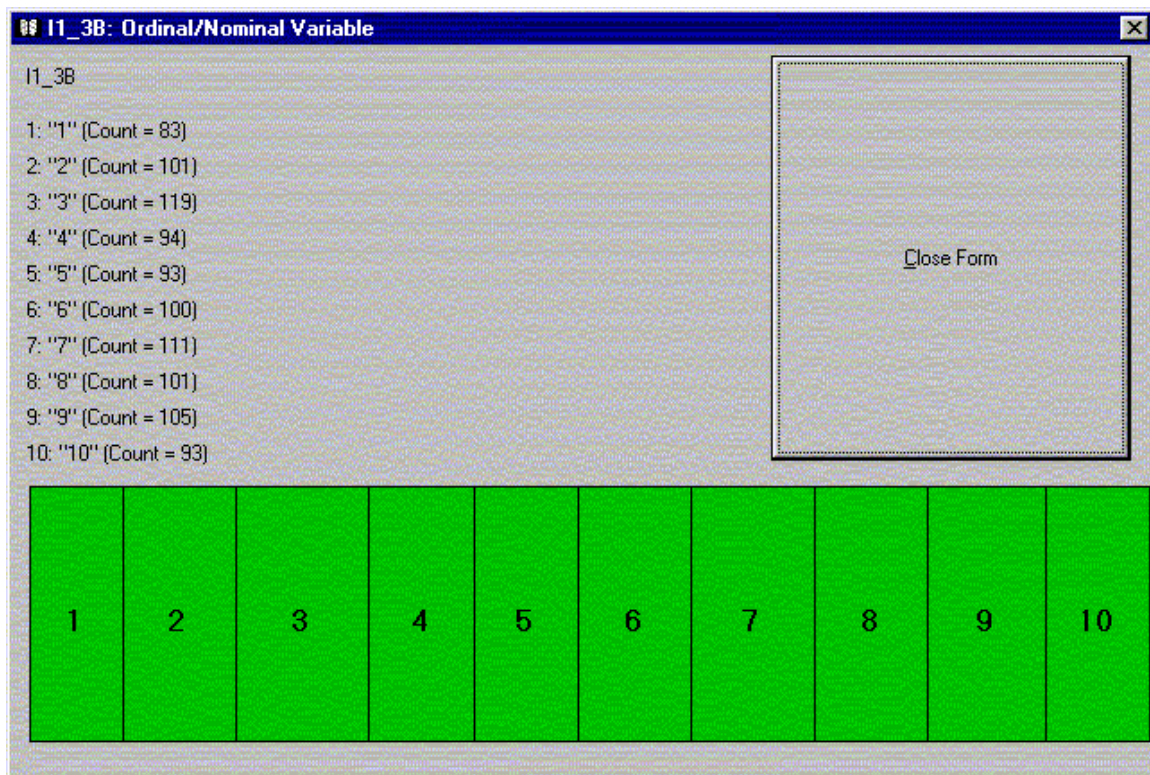 I1_3B: Ordinal/Nominal Variable
I1_3B
1: "1" (Count = 83)
2: "2" (Count = 101)
3: "3" (Count = 119)
4: "4" (Count = 94)
5: "5" (Count = 93)
6: "6" (Count = 100)
7: "7" (Count = 111)
8: "8" (Count = 101)
9: "9" (Count = 105)
10: "10" (Count = 93)
Close Form
1 2 3 4 5 6 7 8 9 10